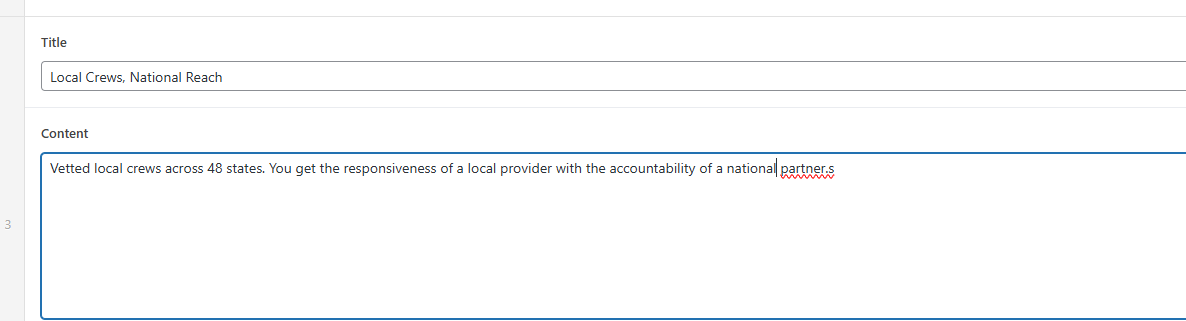 Title
Local Crews, National Reach
Content
Vetted local crews across 48 states. You get the responsiveness of a local provider with the accountability of a national partner.s
3